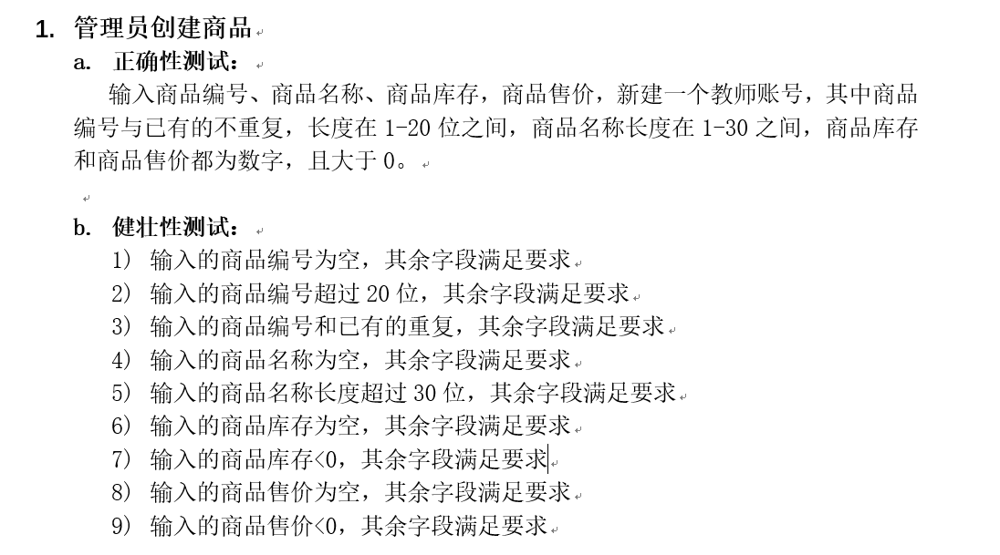 1. 管理员创建商品
a. 正确性测试：
输入商品编号、商品名称、商品库存，商品售价，新建一个教师账号，其中商品
编号与已有的不重复，长度在 1-20 位之间，商品名称长度在 1-30 之间，商品库存
和商品售价都为数字，且大于 0。
b. 健壮性测试：
1) 输入的商品编号为空，其余字段满足要求
2) 输入的商品编号超过 20 位，其余字段满足要求
3) 输入的商品编号和已有的重复，其余字段满足要求
4) 输入的商品名称为空，其余字段满足要求
5) 输入的商品名称长度超过 30 位，其余字段满足要求
6) 输入的商品库存为空，其余字段满足要求
7) 输入的商品库存<0，其余字段满足要求
8) 输入的商品售价为空，其余字段满足要求
9) 输入的商品售价<0，其余字段满足要求